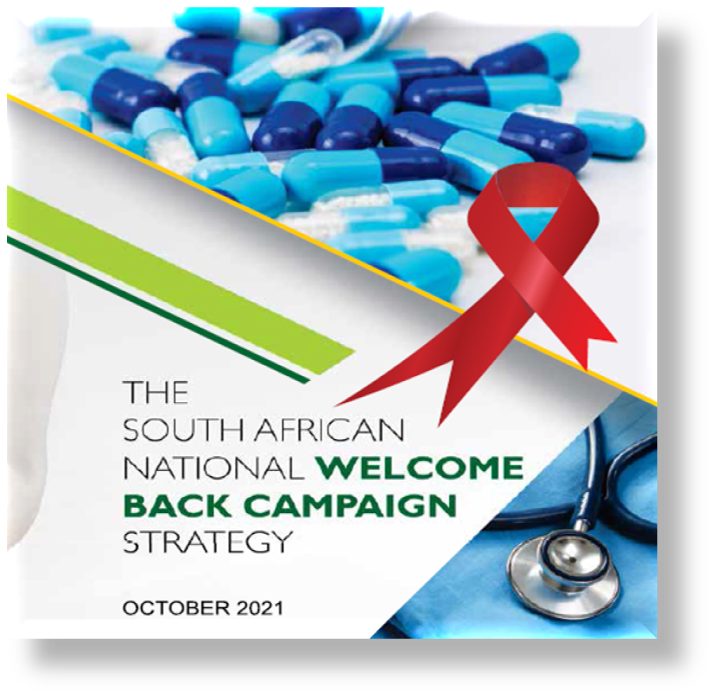 THE
SOUTH AFRICAN
NATIONAL WELCOME
BACK CAMPAIGN
STRATEGY
OCTOBER 2021